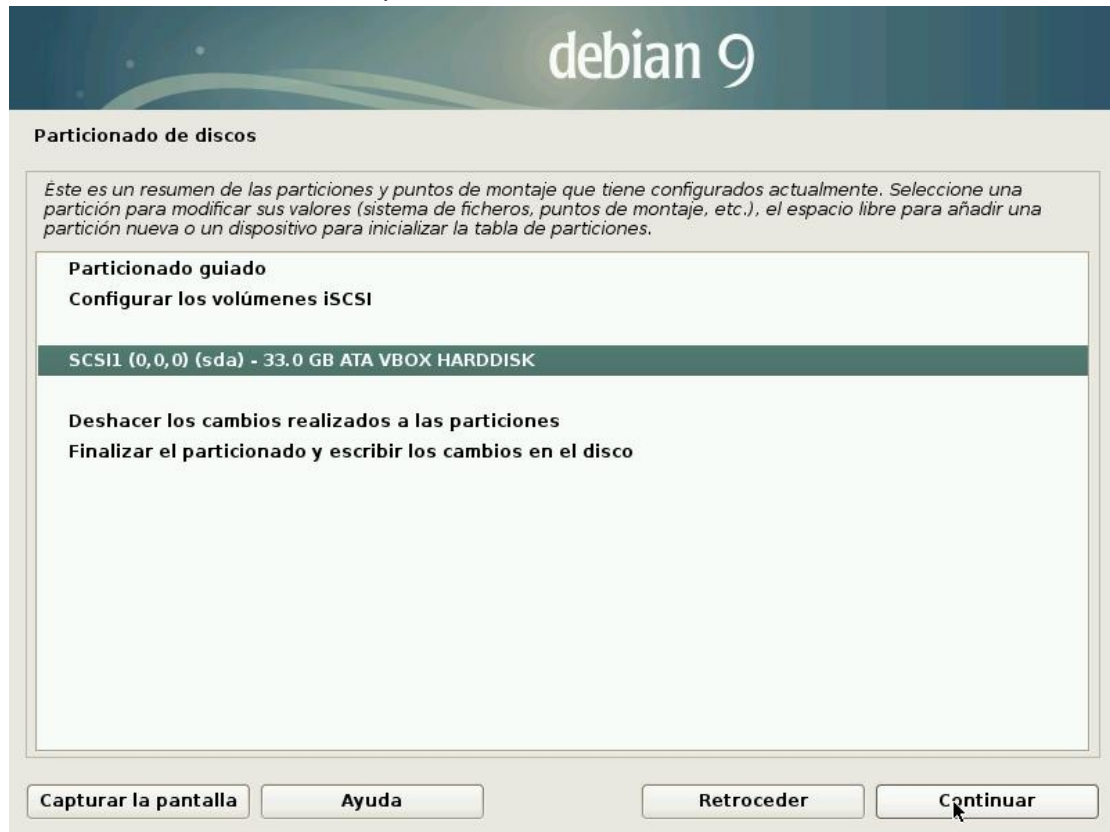 debian 9
Particionado de discos
Éste es un resumen de las particiones y puntos de montaje que tiene configurados actualmente. Seleccione una
partición para modificar sus valores (sistema de ficheros, puntos de montaje, etc.), el espacio libre para añadir una
partición nueva o un dispositivo para inicializar la tabla de particiones.
Particionado guiado
Configurar los volúmenes iSCSI
SCSI1 (0,0,0) (sda) - 33.0 GB ATA VBOX HARDDISK
Deshacer los cambios realizados a las particiones
Finalizar el particionado y escribir los cambios en el disco
Capturar la pantalla
Ayuda
Retroceder
Continuar